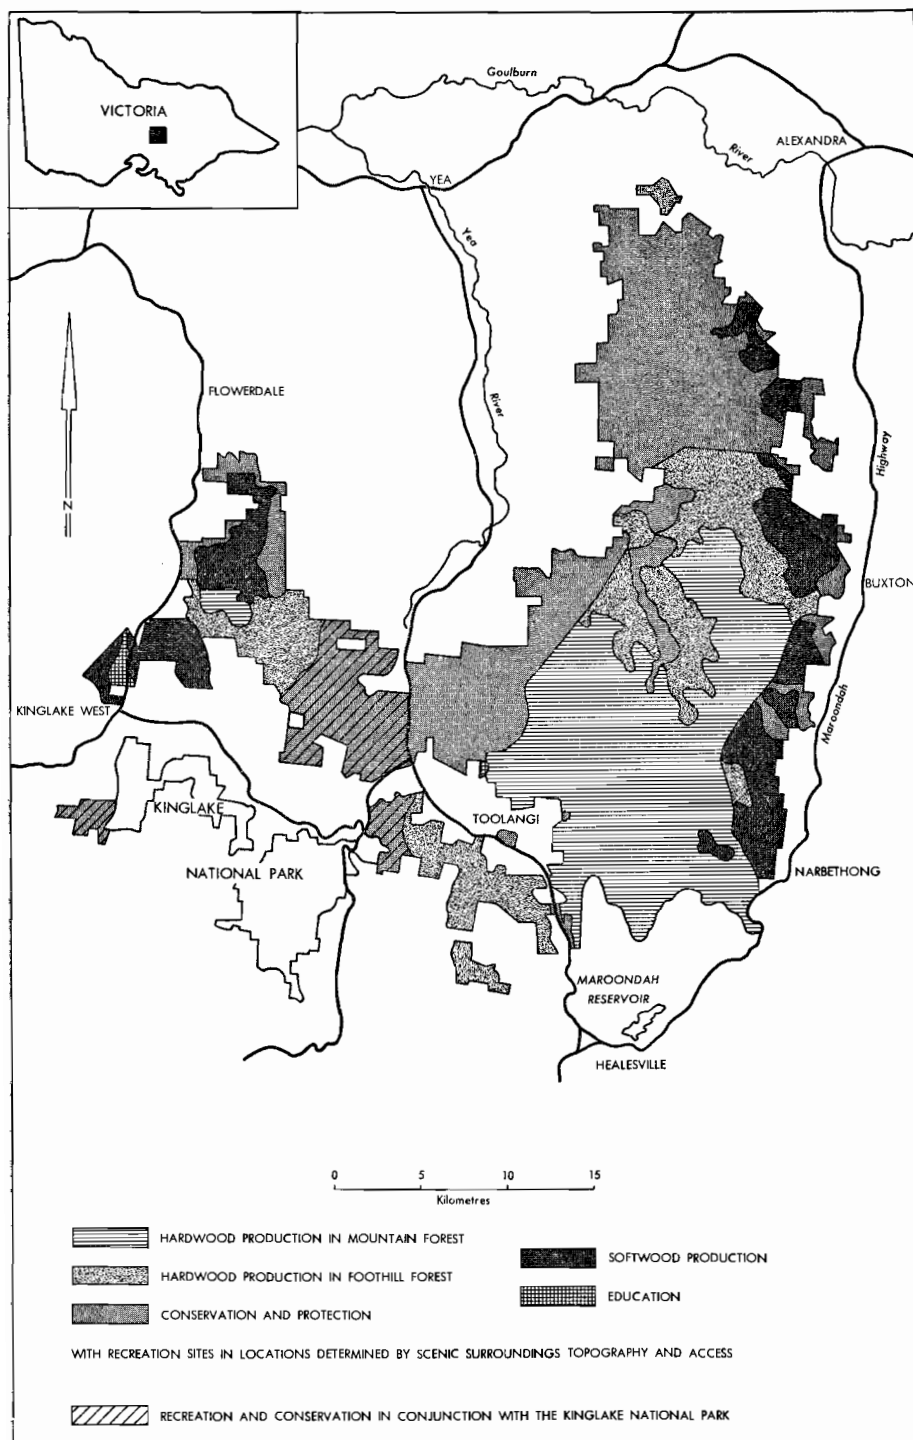 VICTORIA
Goulburn
River
ALEXANDRA
YEA
Yea
River
FLOWERDALE
N
Highway
BUXTON
Maroondah
KINGLAKE WEST
KINGLAKE
NATIONAL PARK
TOOLANGI
NARBETHONG
MAROONDAH
RESERVOIR
HEALESVILLE
0 5 10 15
Kilometres
HARDWOOD PRODUCTION IN MOUNTAIN FOREST
HARDWOOD PRODUCTION IN FOOTHILL FOREST
CONSERVATION AND PROTECTION
SOFTWOOD PRODUCTION
EDUCATION
WITH RECREATION SITES IN LOCATIONS DETERMINED BY SCENIC SURROUNDINGS TOPOGRAPHY AND ACCESS
RECREATION AND CONSERVATION IN CONJUNCTION WITH THE KINGLAKE NATIONAL PARK